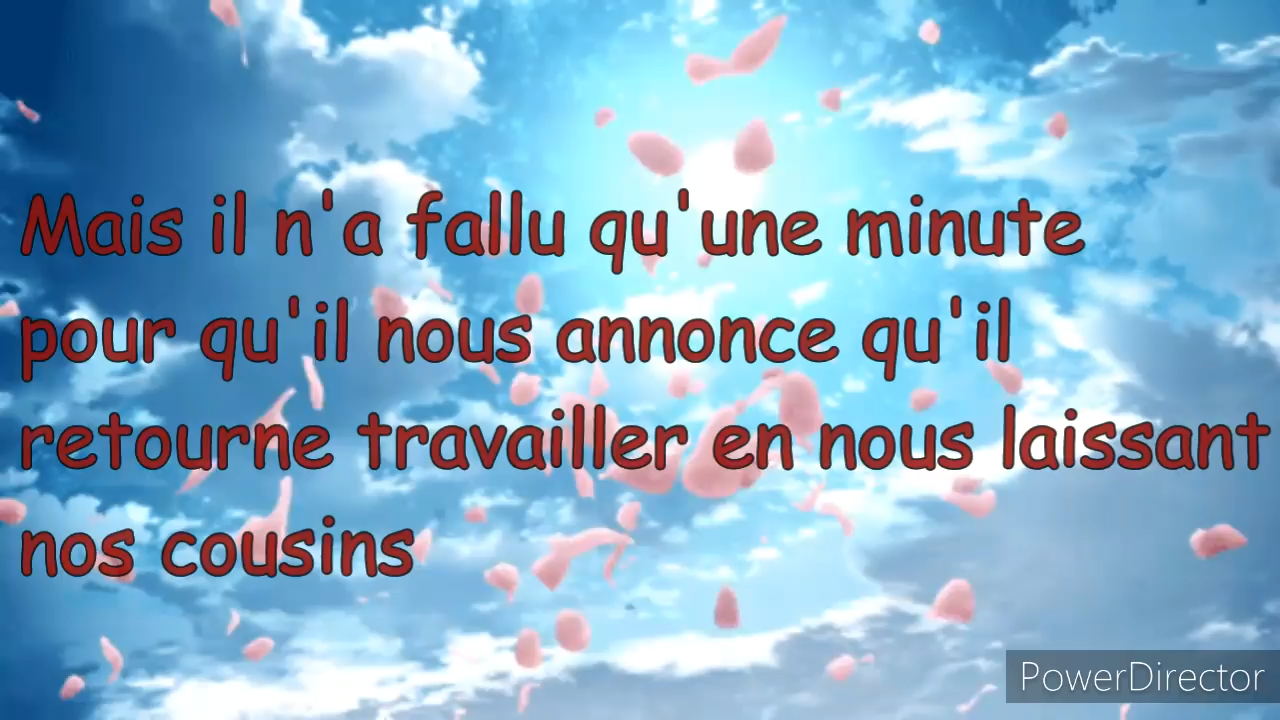 Mais il n'a fallu qu'une minute
pour qu'il nous annonce qu'il
retourne travailler en nous laissant
nos cousins
PowerDirector